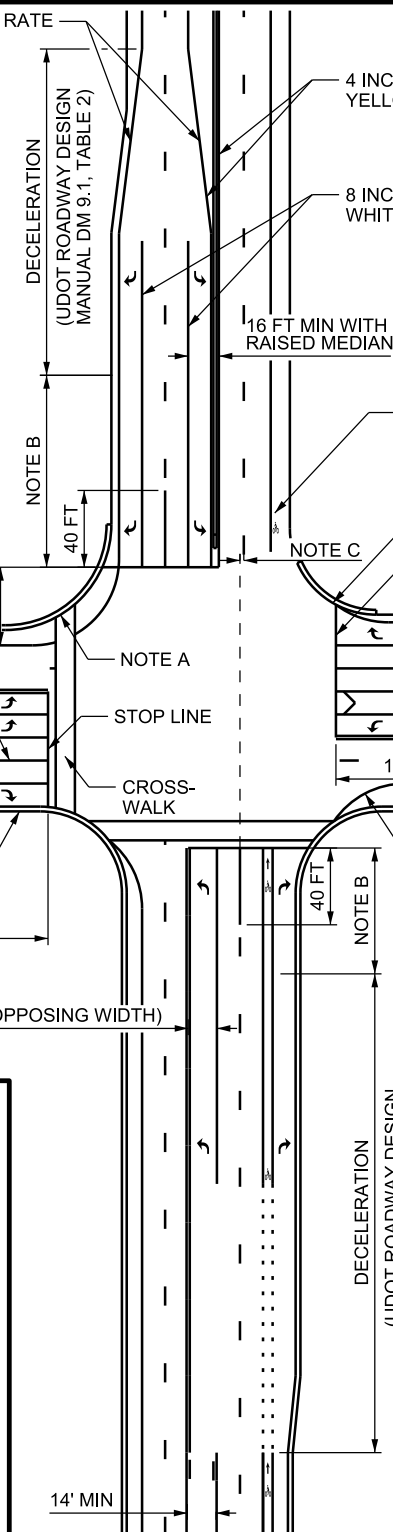 RATE
DECELERATION
(UDOT ROADWAY DESIGN
MANUAL DM 9.1, TABLE 2)
4 INC
YELL
8 INC
WHIT
16 FT MIN WITH
RAISED MEDIAN
NOTE B
40 FT
NOTE C
NOTE A
STOP LINE
CROSS-
WALK
1
40 FT
NOTE B
OPPOSING WIDTH)
DECELERATION
(UDOT ROADWAY DESIGN
14' MIN